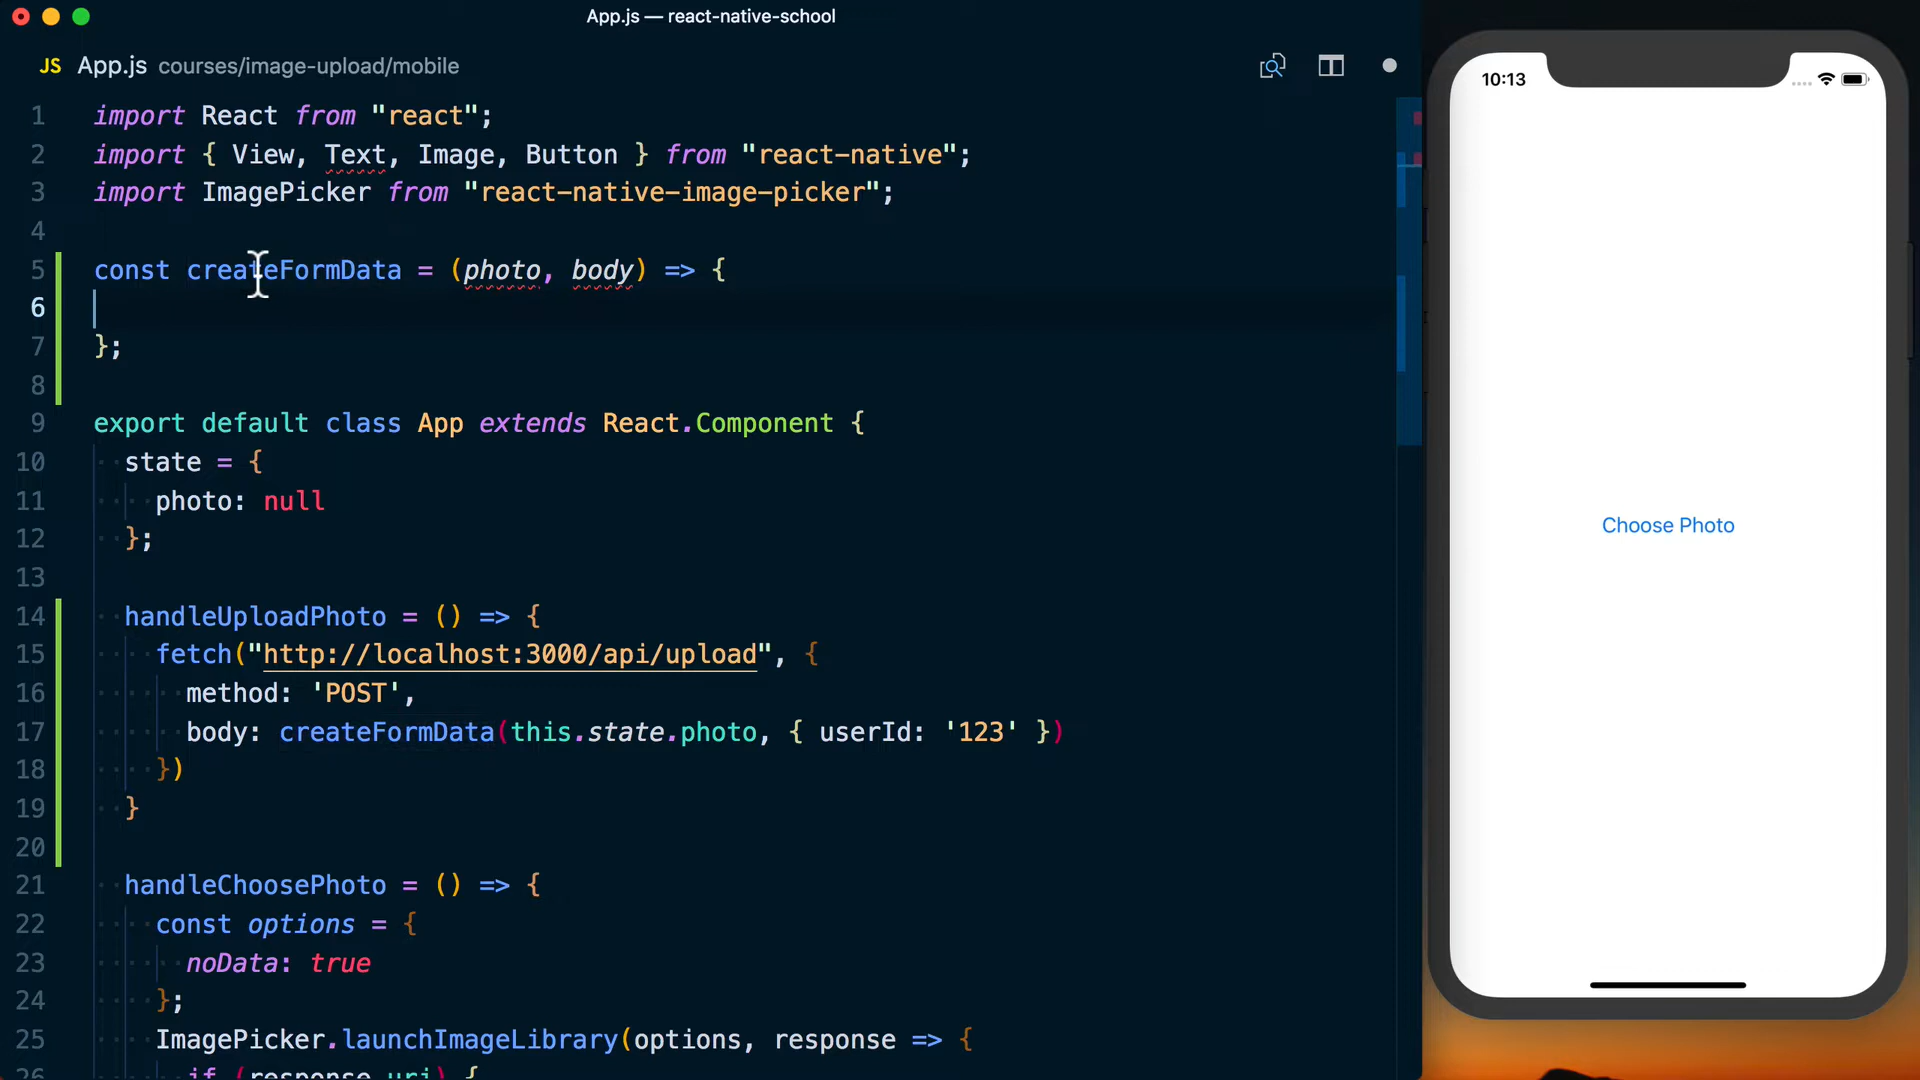 App.js — react-native-school
JS App.js courses/image-upload/mobile
1 import React from "react";
2 import { View, Text, Image, Button } from "react-native";
3 import ImagePicker from "react-native-image-picker";
4
5 const createFormData = (photo, body) => {
6
7 };
8
9 export default class App extends React.Component {
10 state = {
11 photo: null
12 };
13
14 handleUploadPhoto = () => {
15 fetch("http://localhost:3000/api/upload", {
16 method: 'POST',
17 body: createFormData(this.state.photo, { userId: '123' })
18 })
19 }
20
21 handleChoosePhoto = () => {
22 const options = {
23 noData: true
24 };
25 ImagePicker.launchImageLibrary(options, response => {
26 if (response.uri) {
10:13
Choose Photo